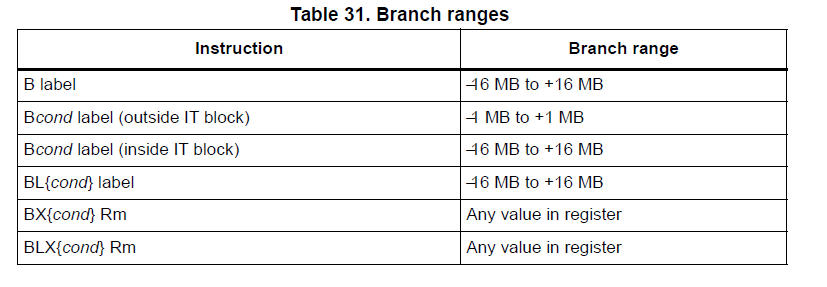 Table 31. Branch ranges
Instruction Branch range
B label –16 MB to +16 MB
Bcond label (outside IT block) –1 MB to +1 MB
Bcond label (inside IT block) –16 MB to +16 MB
BL{cond} label –16 MB to +16 MB
BX{cond} Rm Any value in register
BLX{cond} Rm Any value in register